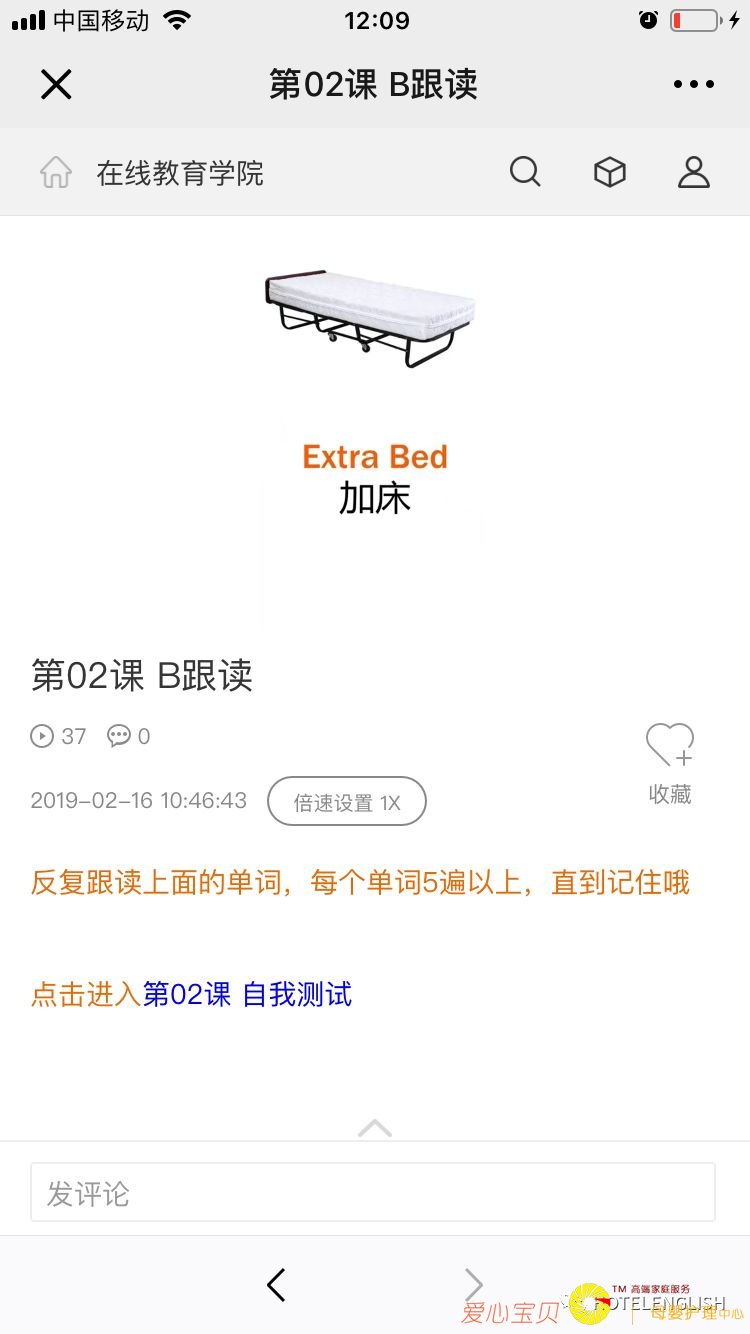 中国移动 12:09
第02课 B跟读
在线教育学院
Extra Bed
加床
第02课 B跟读
37 0
收藏
2019-02-16 10:46:43 倍速设置 1X
反复跟读上面的单词，每个单词5遍以上，直到记住哦
点击进入第02课 自我测试
发评论
TM 高端家庭服务
爱心宝贝 HOTELENGLISH
母婴护理中心